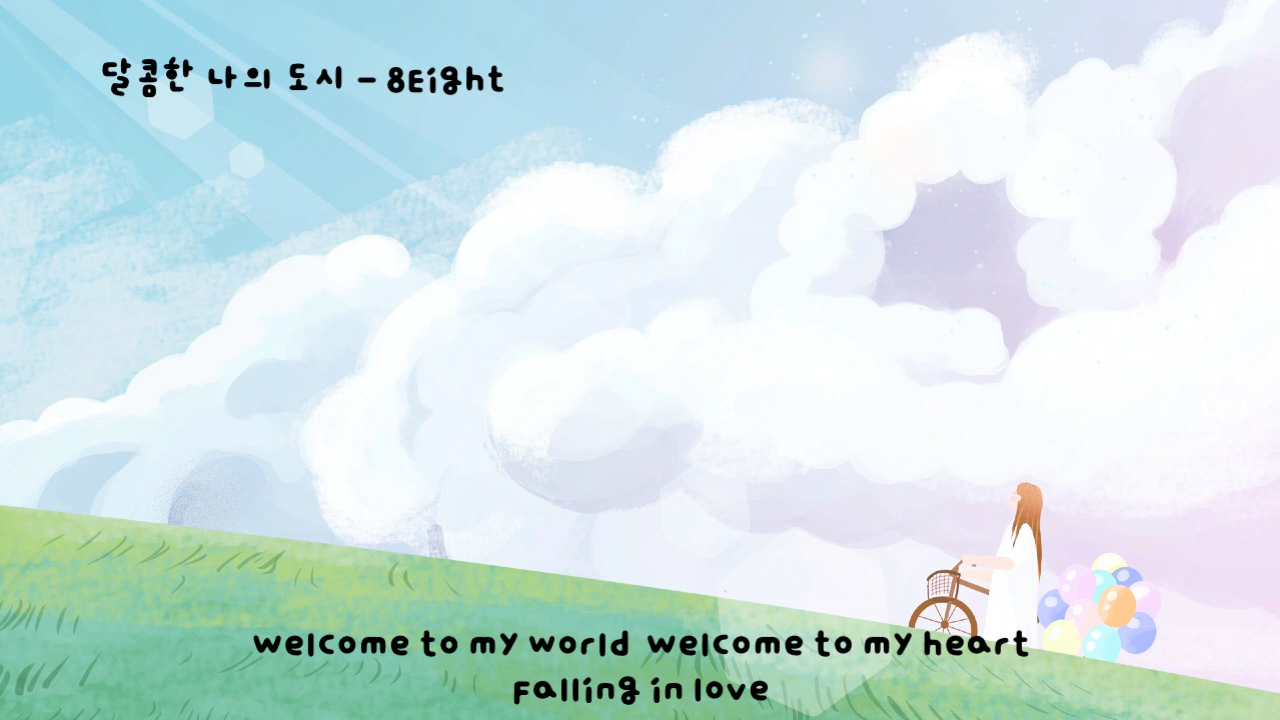 달콤한 나의 도시 - 8Eight
welcome to my world welcome to my heart
Falling in love